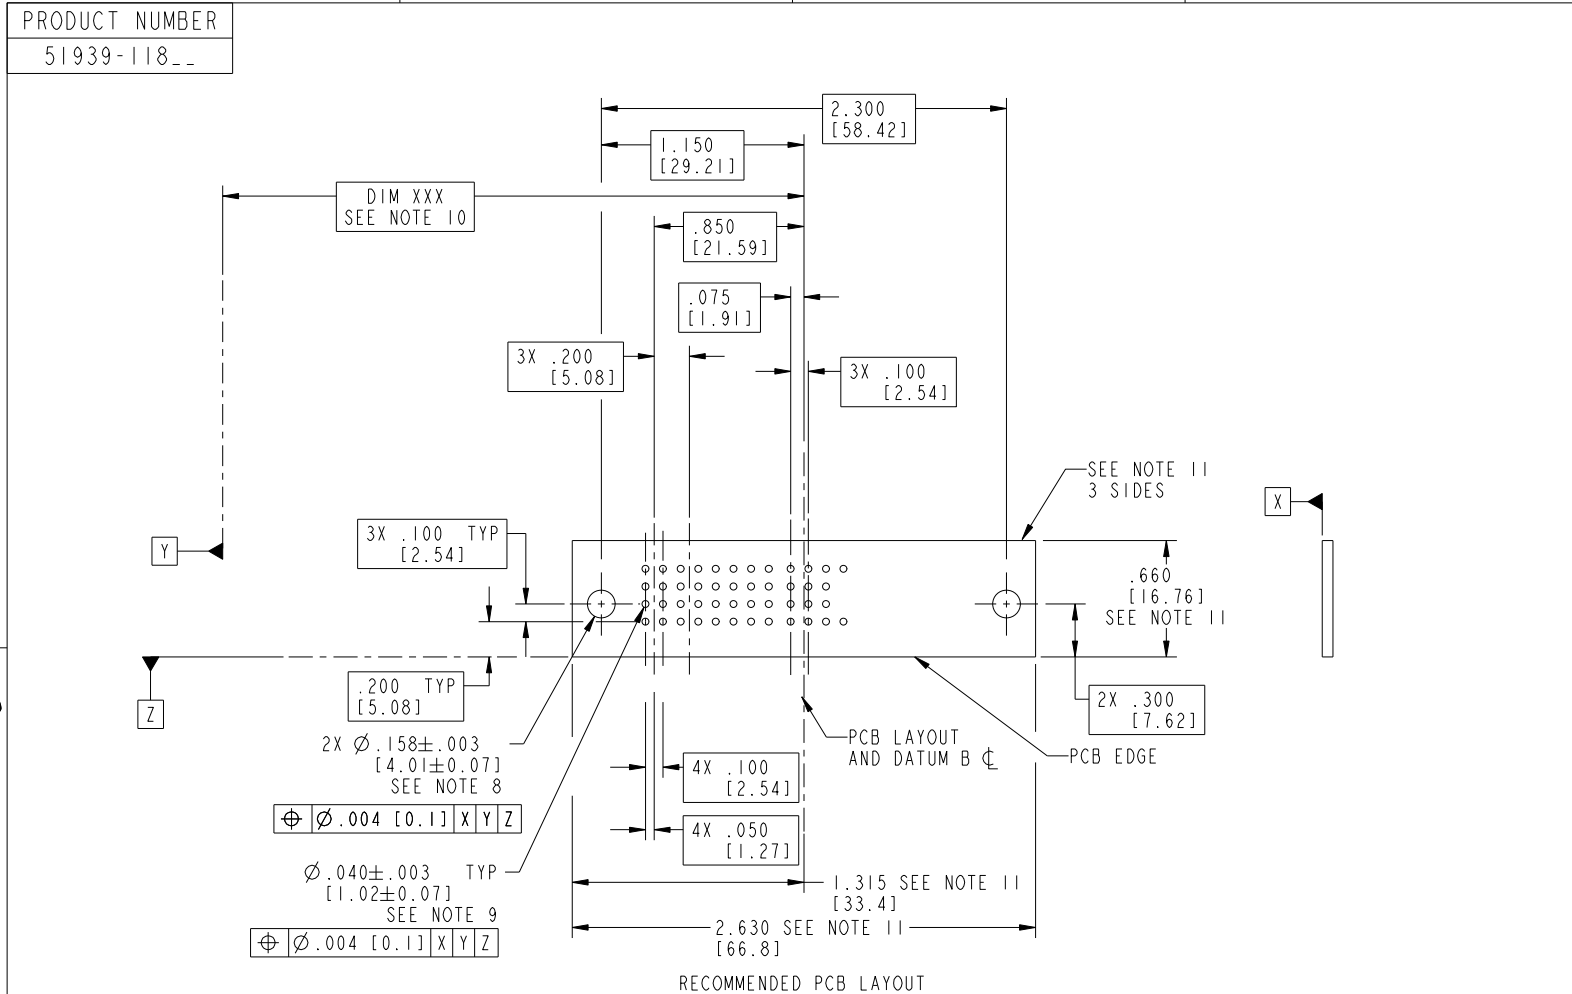 PRODUCT NUMBER
51939-118__
2.300
[58.42]
1.150
[29.21]
DIM XXX
SEE NOTE 10
.850
[21.59]
.075
[1.91]
3X .200
[5.08]
3X .100
[2.54]
SEE NOTE 11
3 SIDES
X
3X .100 TYP
[2.54]
Y
.660
[16.76]
SEE NOTE 11
.200 TYP
[5.08]
Z
2X .300
[7.62]
2X Ø.158±.003
[4.01±0.07]
SEE NOTE 8
⌖ Ø.004 [0.1] X Y Z
PCB LAYOUT
AND DATUM B ℄
PCB EDGE
4X .100
[2.54]
4X .050
[1.27]
Ø.040±.003 TYP
[1.02±0.07]
SEE NOTE 9
⌖ Ø.004 [0.1] X Y Z
1.315 SEE NOTE 11
[33.4]
2.630 SEE NOTE 11
[66.8]
RECOMMENDED PCB LAYOUT